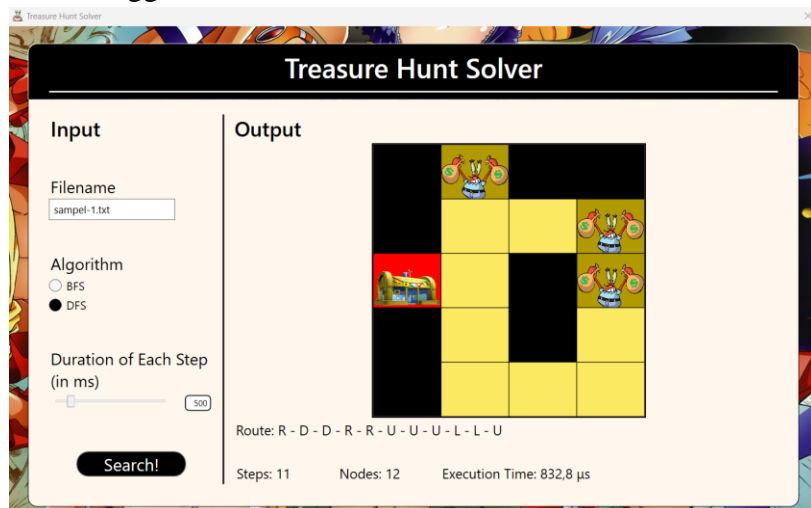 Treasure Hunt Solver
Treasure Hunt Solver
Input
Filename
sampel-1.txt
Algorithm
BFS
DFS
Duration of Each Step
(in ms)
500
Search!
Output
Route: R - D - D - R - R - U - U - U - L - L - U
Steps: 11 Nodes: 12 Execution Time: 832,8 µs